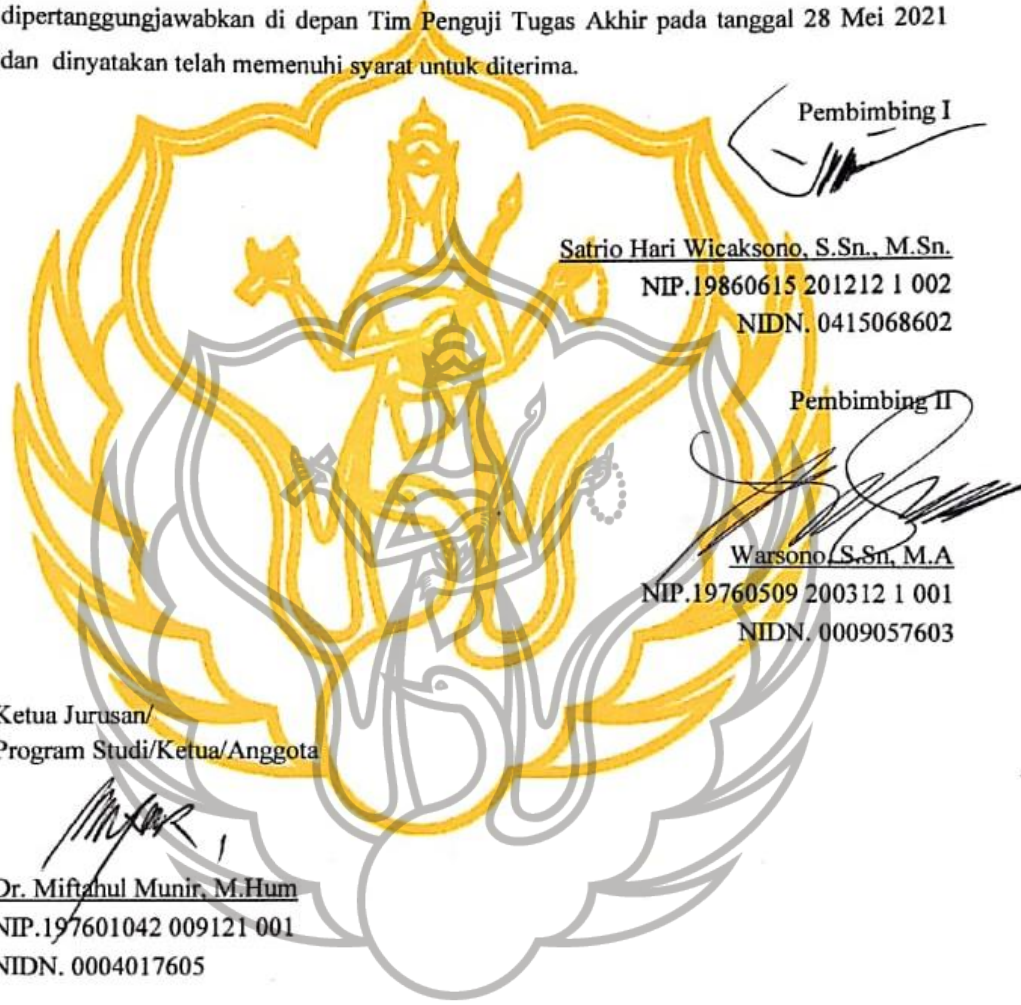 dipertanggungjawabkan di depan Tim Penguji Tugas Akhir pada tanggal 28 Mei 2021
dan dinyatakan telah memenuhi syarat untuk diterima.
Pembimbing I
Satrio Hari Wicaksono, S.Sn., M.Sn.
NIP.19860615 201212 1 002
NIDN. 0415068602
Pembimbing II
Warsono, S.Sn, M.A
NIP.19760509 200312 1 001
NIDN. 0009057603
Ketua Jurusan/
Program Studi/Ketua/Anggota
Dr. Miftahul Munir, M.Hum
NIP.197601042 009121 001
NIDN. 0004017605